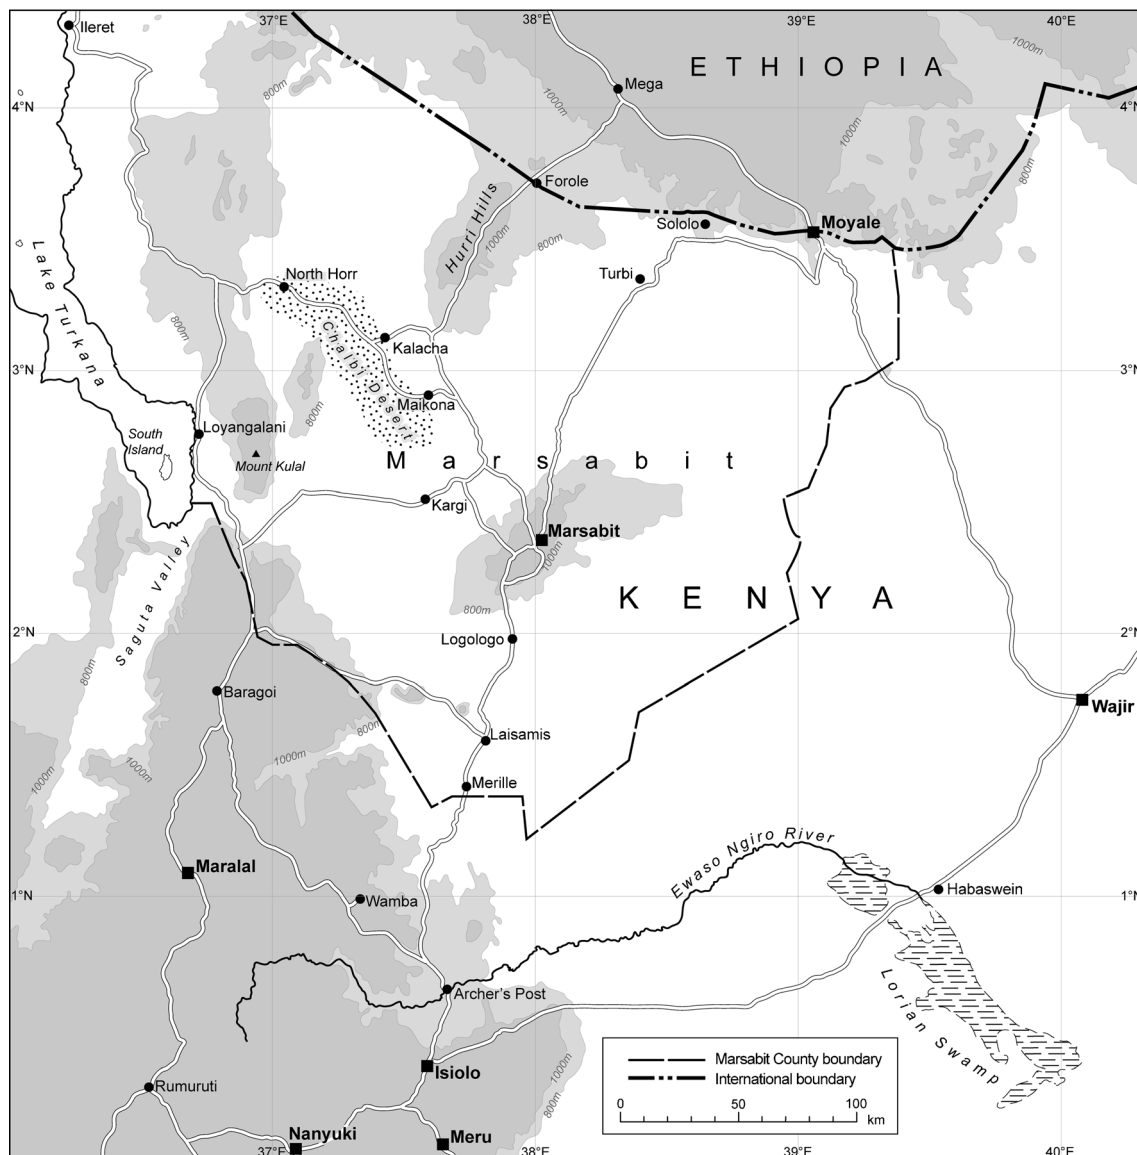 37°E
38°E
39°E
40°E
Ileret
1000m
ETHIOPIA
800m
Mega
1000m
4°N
4°N
1000m
800m
Forole
Hurri Hills
Sololo
Moyale
1000m
800m
Lake Turkana
North Horr
Turbi
800m
Chalbi Desert
Kalacha
3°N
3°N
800m
Maikona
Loyangalani
South
Island
Mount Kulal
Marsabit
Kargi
Marsabit
1000m
Saguta Valley
KENYA
800m
2°N
2°N
Logologo
800m
Baragoi
Wajir
800m
Laisamis
1000m
1000m
1000m
Merille
Ewaso Ngiro River
Maralal
Habaswein
1°N
1°N
Wamba
Archer's Post
Lorian Swamp
1000m
800m
Isiolo
Rumuruti
Marsabit County boundary
International boundary
0
50
100
km
Nanyuki
Meru
37°E
38°E
39°E
40°E